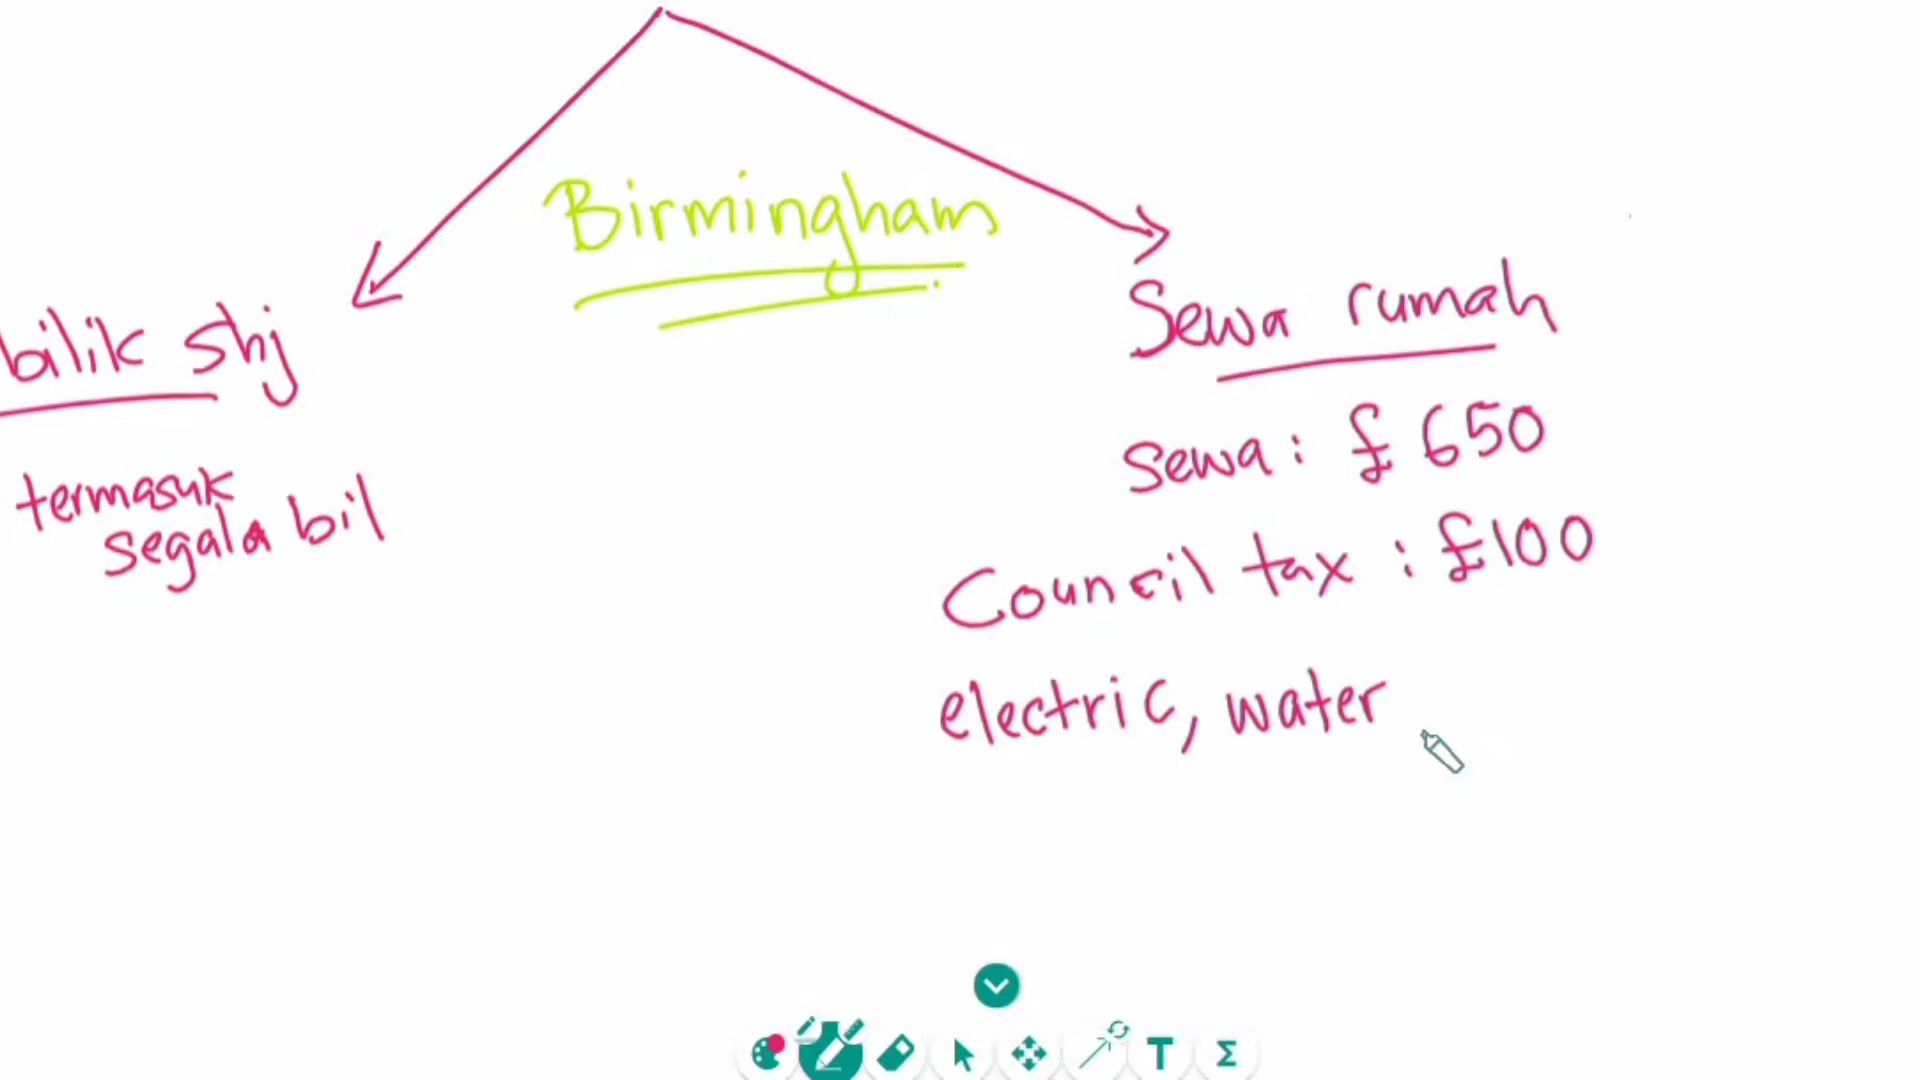 Birmingham
bilik shj
termasuk
segala bil
Sewa rumah
Sewa: £650
Council tax: £100
electric, water
T
Σ